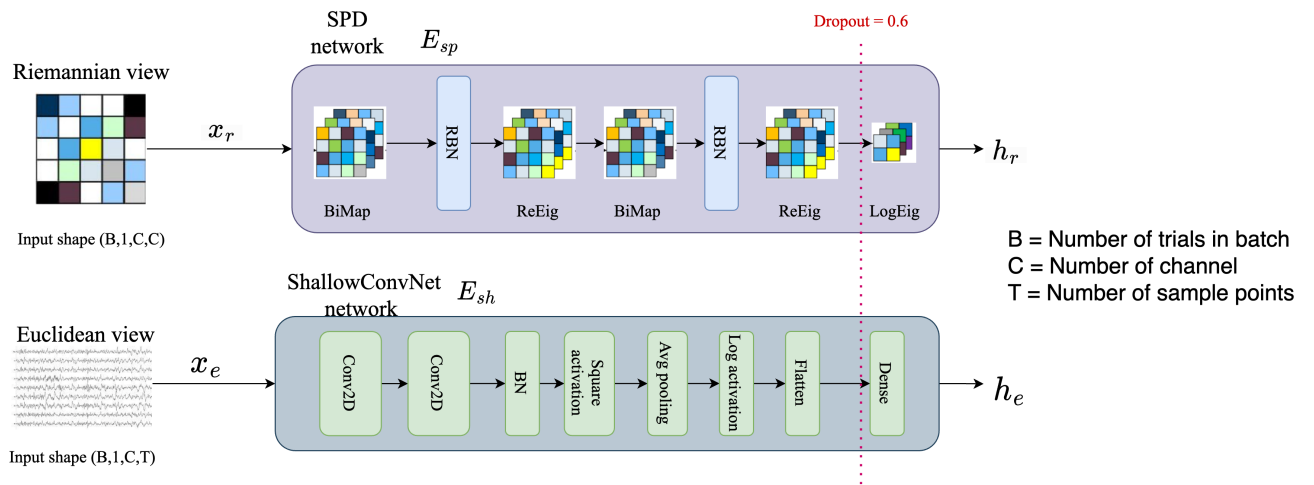 SPD
network
E_sp
Dropout = 0.6
Riemannian view
x_r
RBN
RBN
h_r
BiMap
ReEig
BiMap
ReEig
LogEig
Input shape (B,1,C,C)
B = Number of trials in batch
C = Number of channel
T = Number of sample points
ShallowConvNet
network
E_sh
Euclidean view
x_e
Conv2D
Conv2D
BN
Square
activation
Avg pooling
Log activation
Flatten
Dense
h_e
Input shape (B,1,C,T)